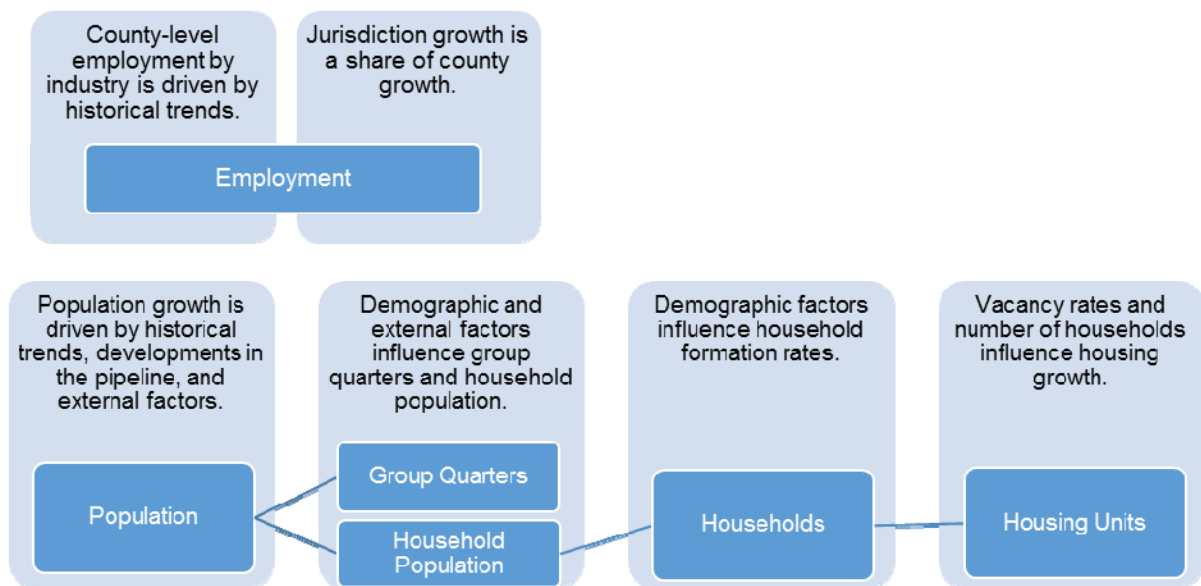 County-level
employment by
industry is driven by
historical trends.
Jurisdiction growth is
a share of county
growth.
Employment
Population growth is
driven by historical
trends, developments in
the pipeline, and
external factors.
Demographic and
external factors
influence group
quarters and household
population.
Demographic factors
influence household
formation rates.
Vacancy rates and
number of households
influence housing
growth.
Population
Group Quarters
Household
Population
Households
Housing Units